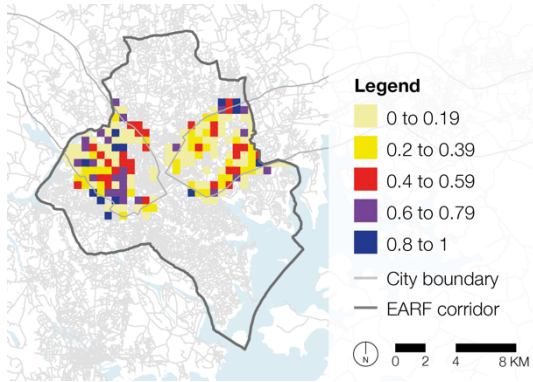 Legend
0 to 0.19
0.2 to 0.39
0.4 to 0.59
0.6 to 0.79
0.8 to 1
City boundary
EARF corridor
N
0 2 4 8 KM